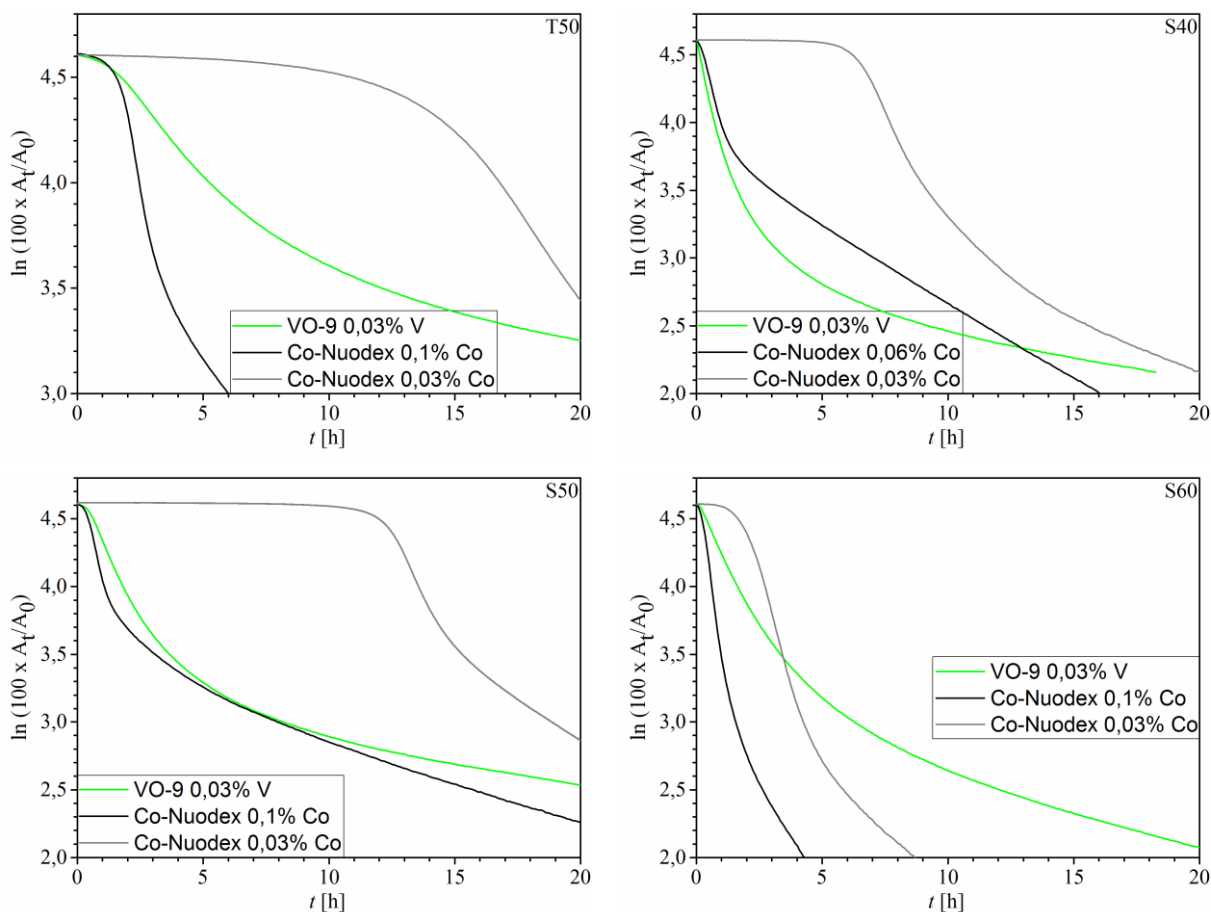 T50
ln (100 x At/A0)
4,5
4,0
3,5
3,0
VO-9 0,03% V
Co-Nuodex 0,1% Co
Co-Nuodex 0,03% Co
0 5 10 15 20
t [h]
S40
ln (100 x At/A0)
4,5
4,0
3,5
3,0
2,5
2,0
VO-9 0,03% V
Co-Nuodex 0,06% Co
Co-Nuodex 0,03% Co
0 5 10 15 20
t [h]
S50
ln (100 x At/A0)
4,5
4,0
3,5
3,0
2,5
2,0
VO-9 0,03% V
Co-Nuodex 0,1% Co
Co-Nuodex 0,03% Co
0 5 10 15 20
t [h]
S60
ln (100 x At/A0)
4,5
4,0
3,5
3,0
2,5
2,0
VO-9 0,03% V
Co-Nuodex 0,1% Co
Co-Nuodex 0,03% Co
0 5 10 15 20
t [h]